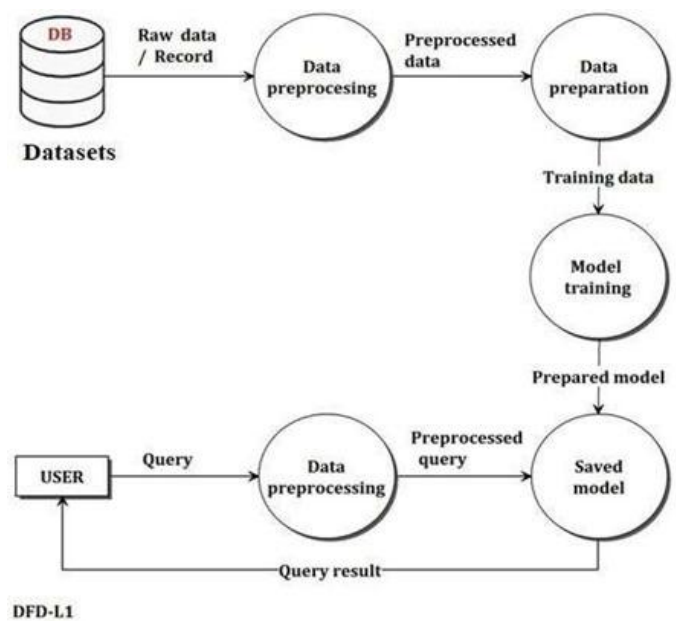 DB
Raw data
/ Record
Datasets
Data
preprocesing
Preprocessed
data
Data
preparation
Training data
Model
training
Prepared model
USER
Query
Data
preprocessing
Preprocessed
query
Saved
model
Query result
DFD-L1